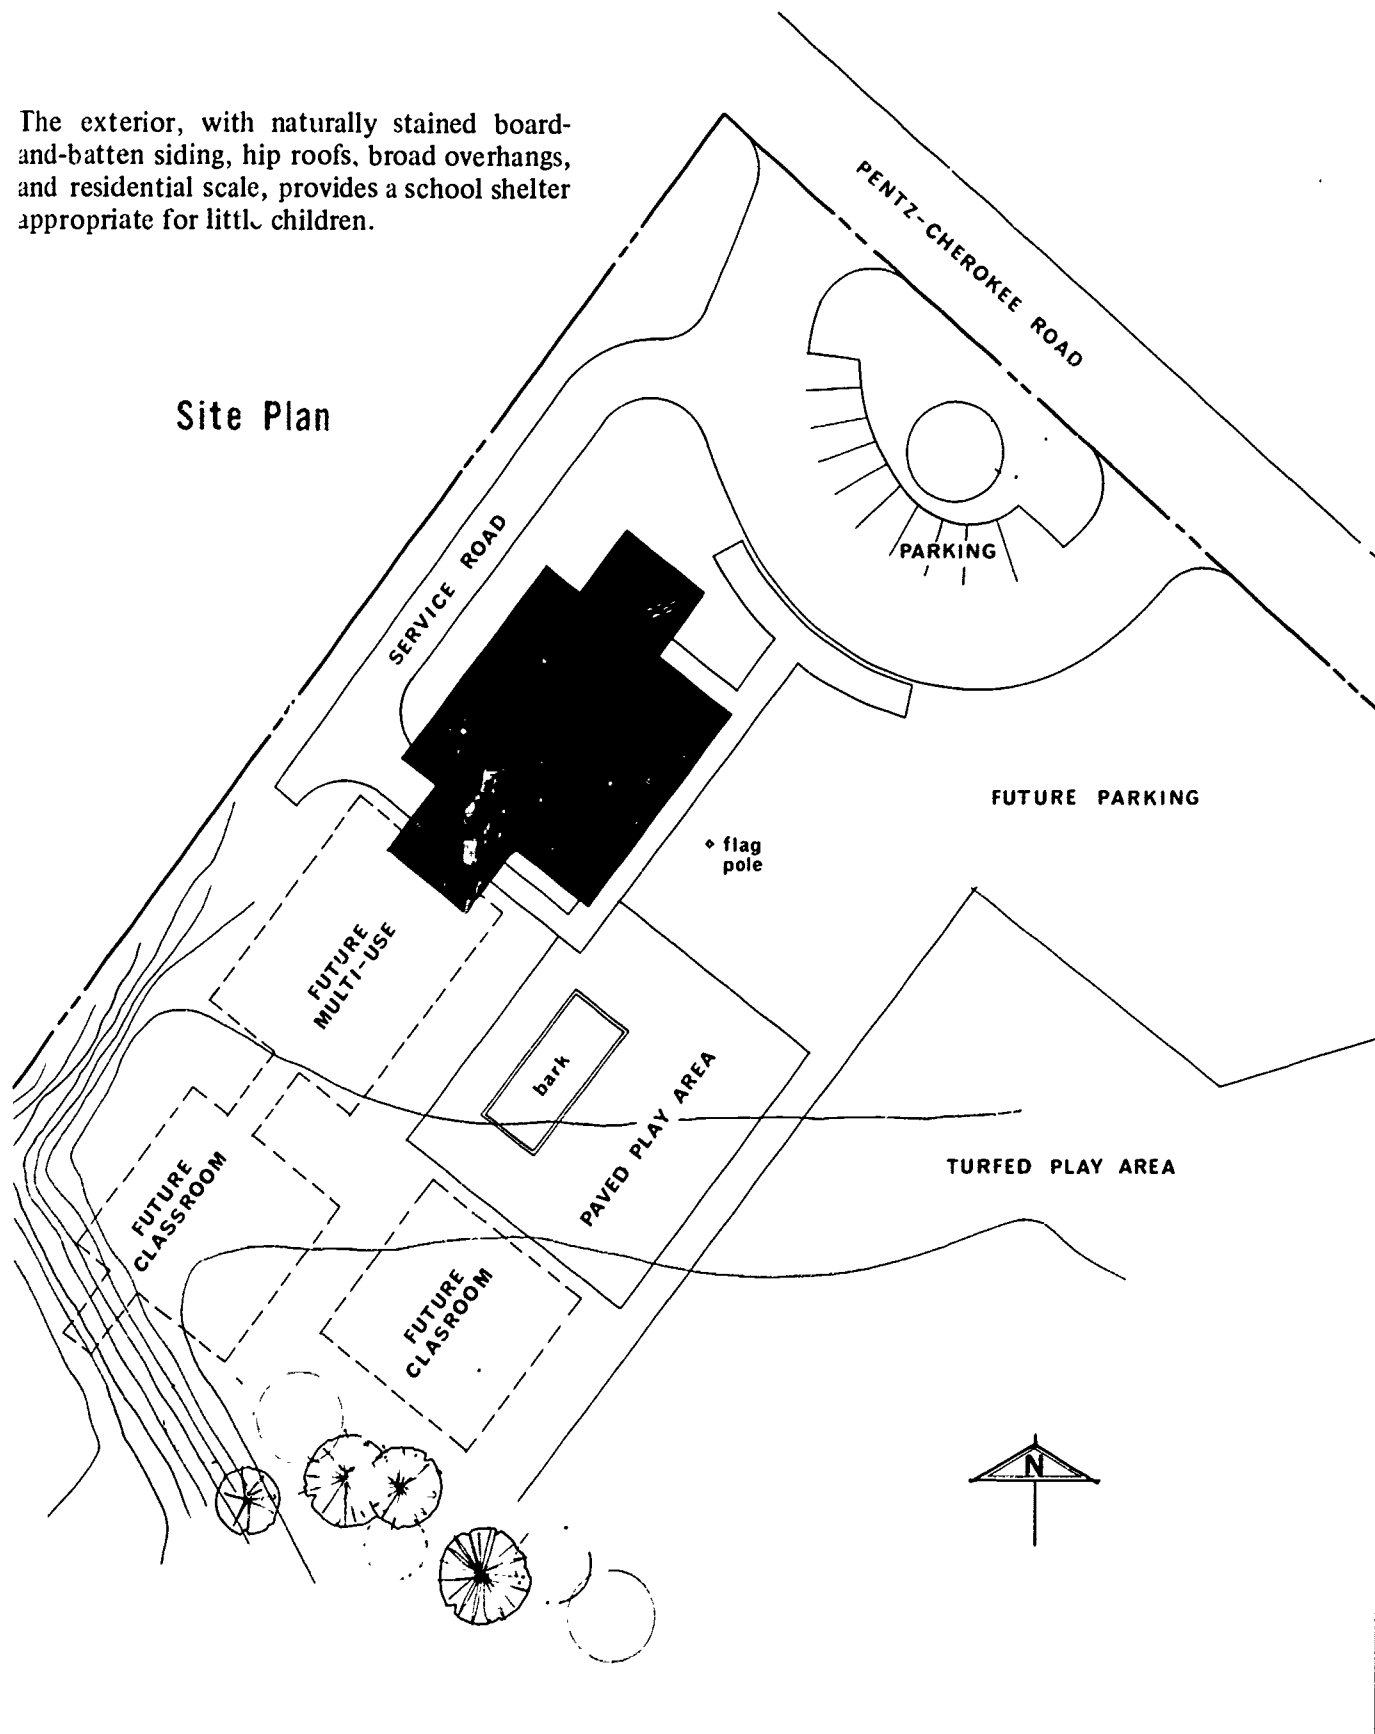 The exterior, with naturally stained board-
and-batten siding, hip roofs, broad overhangs,
and residential scale, provides a school shelter
appropriate for little children.
PENTZ-CHEROKEE ROAD
Site Plan
SERVICE ROAD
PARKING
FUTURE PARKING
flag
pole
FUTURE
MULTI-USE
bark
PAVED PLAY AREA
TURFED PLAY AREA
FUTURE
CLASSROOM
FUTURE
CLASROOM
N